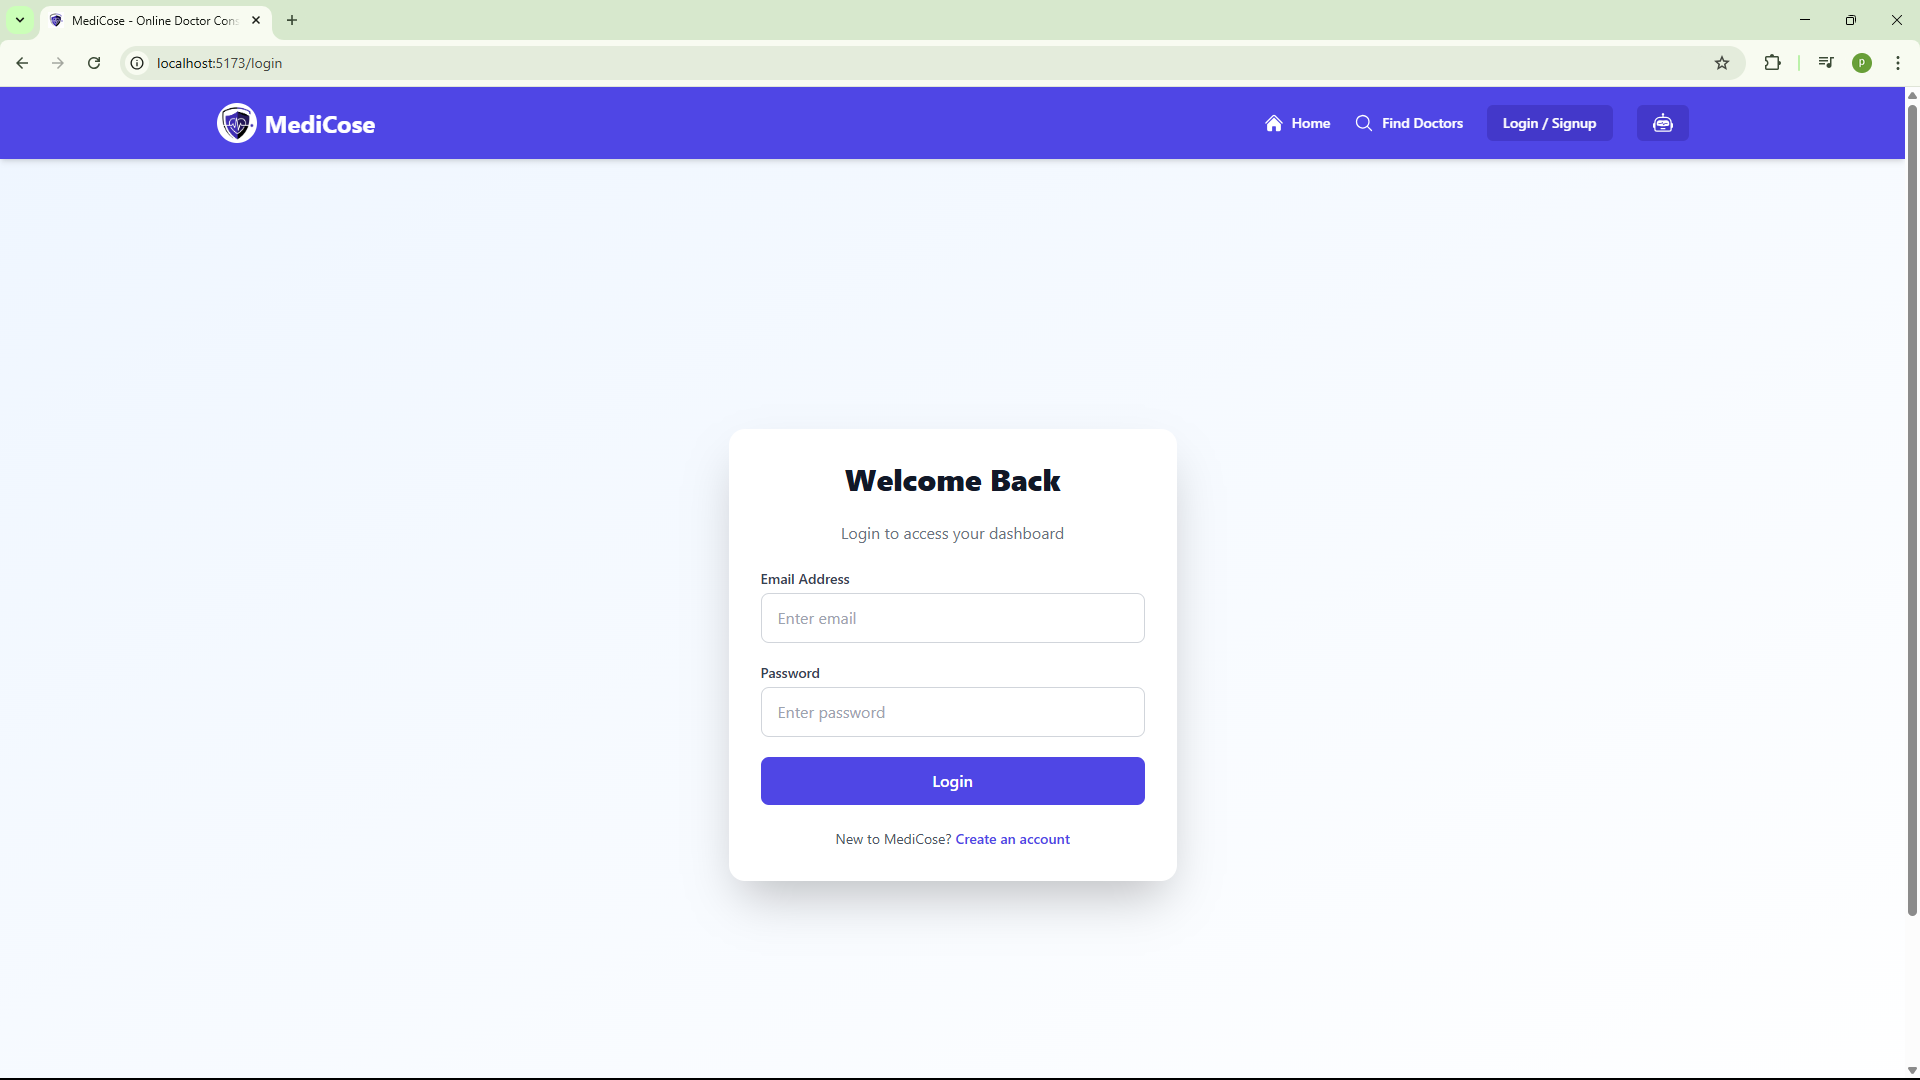 MediCose - Online Doctor Cons
localhost:5173/login
P
MediCose
Home
Find Doctors
Login / Signup
Welcome Back
Login to access your dashboard
Email Address
Enter email
Password
Enter password
Login
New to MediCose? Create an account